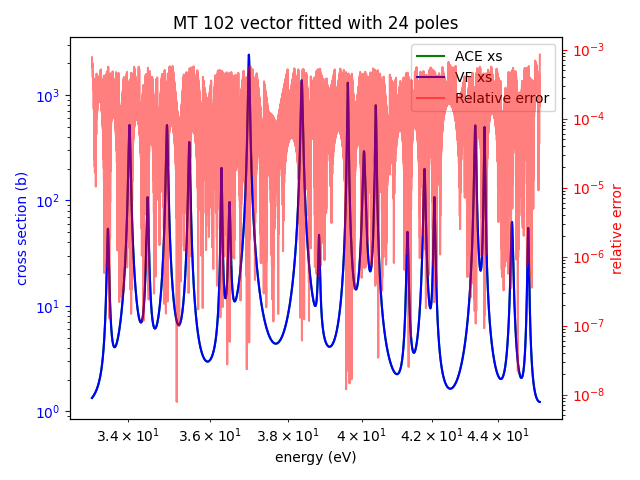 MT 102 vector fitted with 24 poles
ACE xs
VF xs
Relative error
cross section (b)
10³
10²
10¹
10⁰
relative error
10⁻³
10⁻⁴
10⁻⁵
10⁻⁶
10⁻⁷
10⁻⁸
3.4 × 10¹ 3.6 × 10¹ 3.8 × 10¹ 4 × 10¹ 4.2 × 10¹ 4.4 × 10¹
energy (eV)